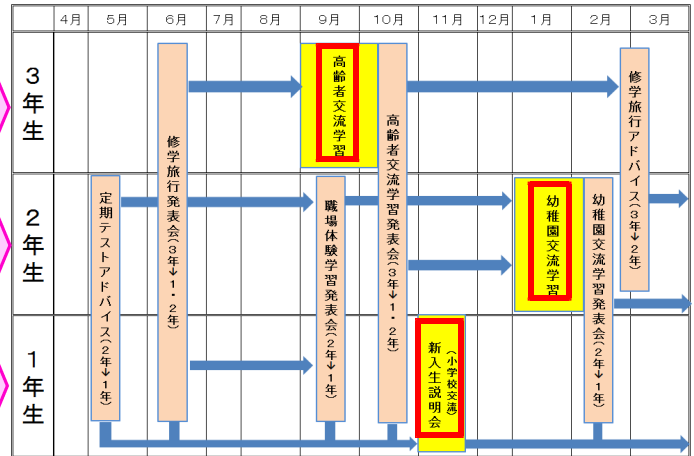 4月 5月 6月 7月 8月 9月 10月 11月 12月 1月 2月 3月
3年生
2年生
1年生
定期テストアドバイス(2年→1年)
修学旅行発表会(3年→1・2年)
高齢者交流学習
職場体験学習発表会(2年→1年)
高齢者交流学習発表会(3年→1・2年)
(小学校交流)
新入生説明会
幼稚園交流学習
幼稚園交流学習発表会(2年→1年)
修学旅行アドバイス(3年→2年)